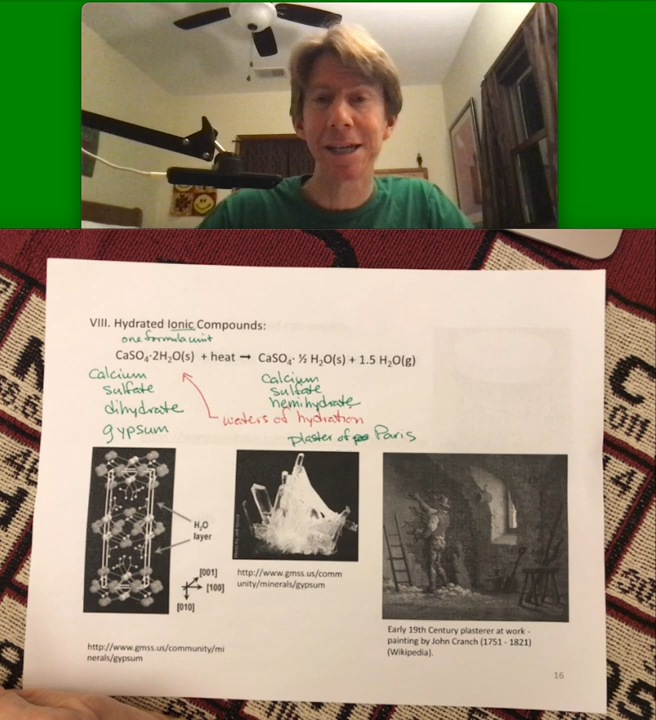 VIII. Hydrated Ionic Compounds:
one formula unit
CaSO₄·2H₂O(s) + heat → CaSO₄· ½ H₂O(s) + 1.5 H₂O(g)
Calcium
sulfate
dihydrate
gypsum
Calcium
sulfate
hemihydrate
waters of hydration
plaster of Paris
H₂O
layer
[001]
[100]
[010]
http://www.gmss.us/community/mi
nerals/gypsum
http://www.gmss.us/comm
unity/minerals/gypsum
Early 19th Century plasterer at work -
painting by John Cranch (1751 - 1821)
(Wikipedia).
16
C
14
S